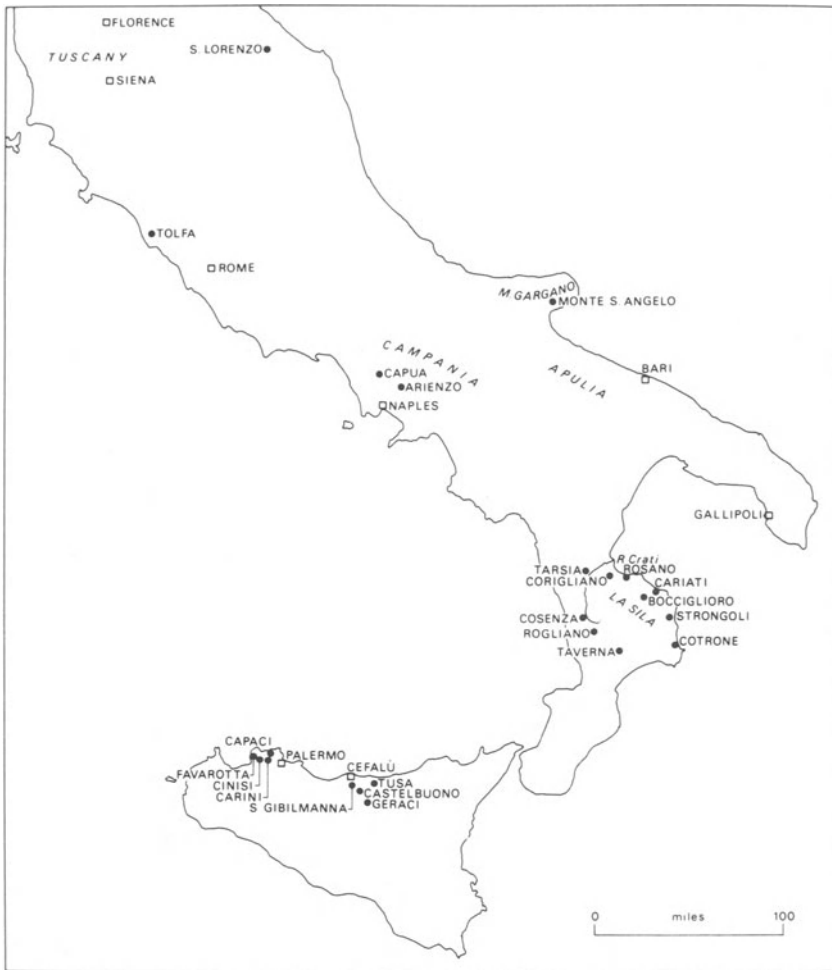 FLORENCE
TUSCANY
S. LORENZO
SIENA
TOLFA
ROME
M. GARGANO
MONTE S. ANGELO
CAMPANIA
CAPUA
ARIENZO
NAPLES
APULIA
BARI
GALLIPOLI
R. Crati
TARSIA
ROSANO
CORIGLIANO
CARIATI
BOCCIGLIORO
LA SILA
COSENZA
STRONGOLI
ROGLIANO
COTRONE
TAVERNA
CAPACI
PALERMO
CEFALÙ
FAVAROTTA
TUSA
CINISI
CASTELBUONO
CARINI
S GIBILMANNA
GERACI
0 miles 100